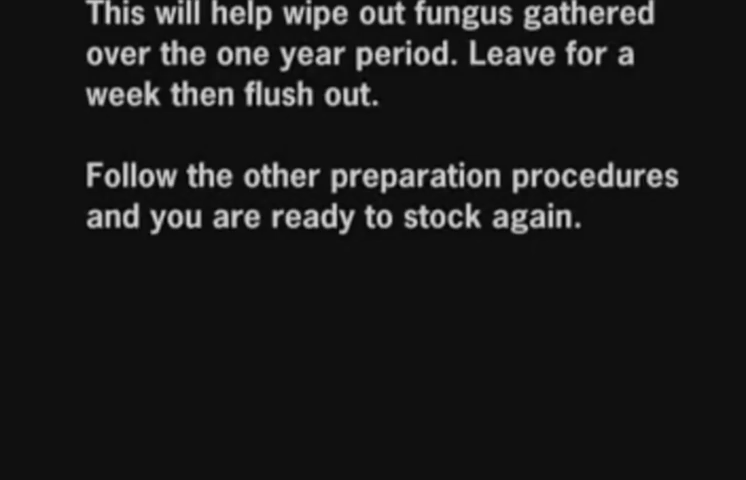 This will help wipe out fungus gathered
over the one year period. Leave for a
week then flush out.
Follow the other preparation procedures
and you are ready to stock again.